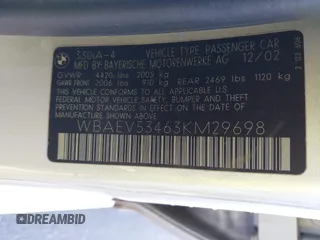 330iA-4 VEHICLE TYPE PASSENGER CAR
MFD BY BAYERISCHE MOTORENWERKE AG 12/02
GVWR 4420 lbs 2005 kg
GAWR FRONT 2006 lbs 910 kg REAR 2469 lbs 1120 kg
THIS VEHICLE CONFORMS TO ALL APPLICABLE FEDERAL MOTOR VEHICLE
SAFETY, BUMPER AND THEFT PREVENTION STANDARDS IN EFFECT
ON THE DATE OF MANUFACTURE SHOWN ABOVE.
WBAEV53463KM29698
DREAMBID